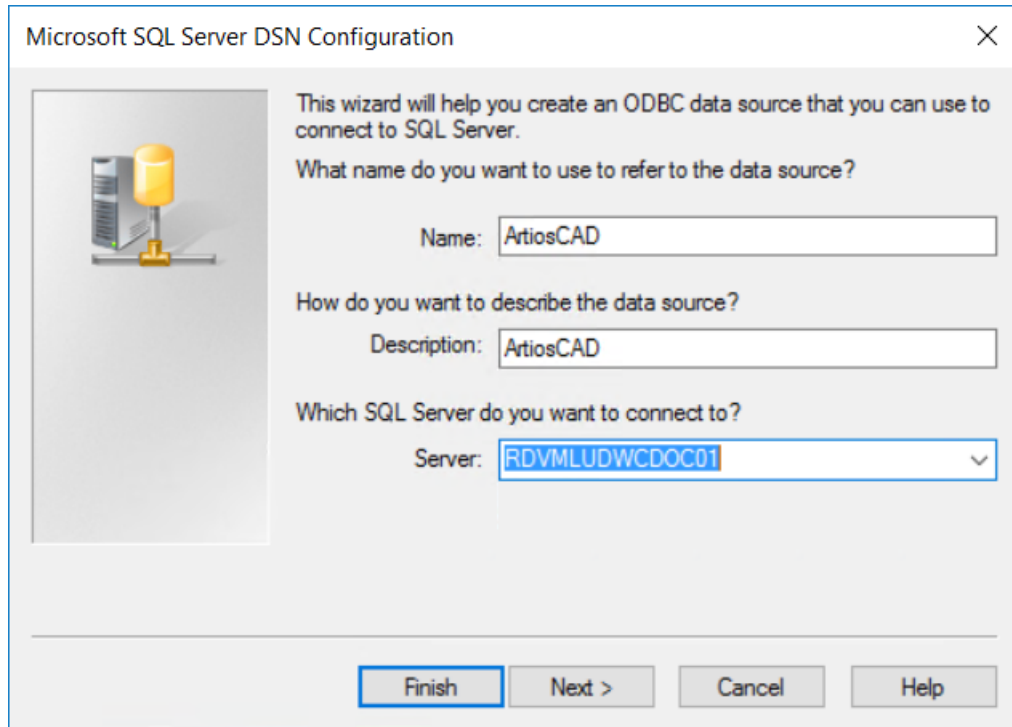 Microsoft SQL Server DSN Configuration
This wizard will help you create an ODBC data source that you can use to
connect to SQL Server.
What name do you want to use to refer to the data source?
Name: ArtiosCAD
How do you want to describe the data source?
Description: ArtiosCAD
Which SQL Server do you want to connect to?
Server: RDVMLUDWCDOC01
Finish Next > Cancel Help